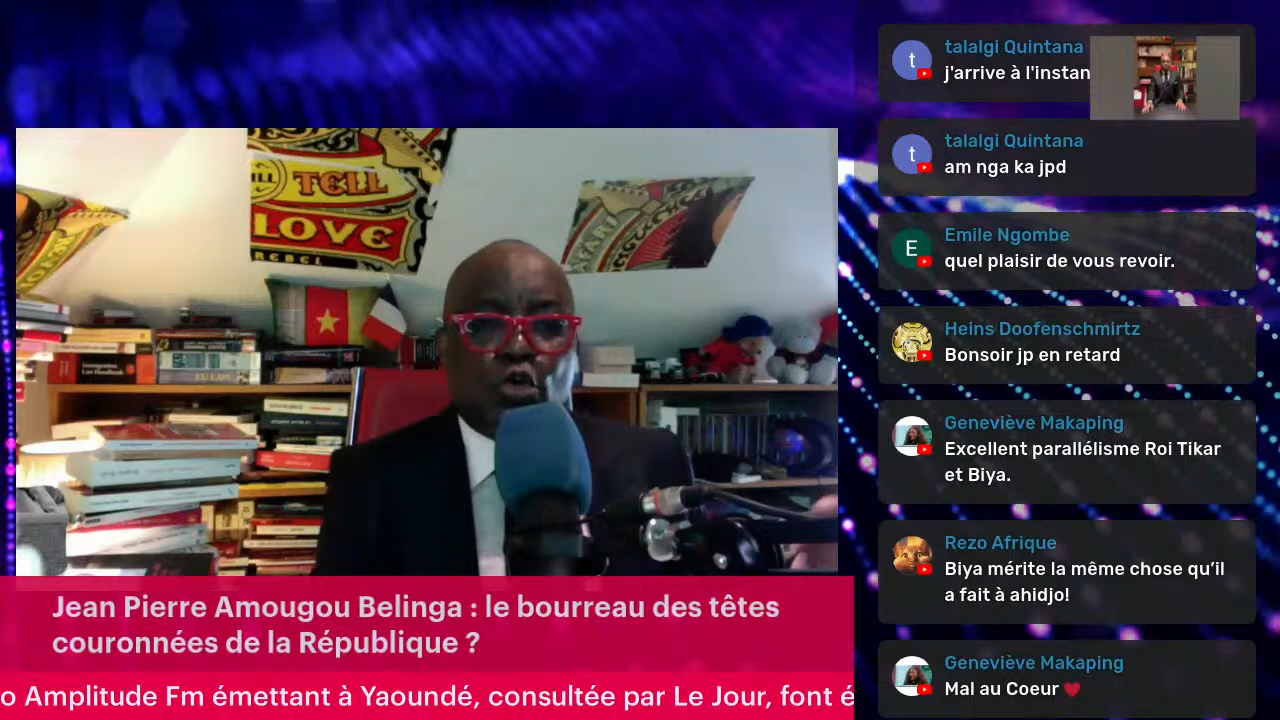 talalgi Quintana
j'arrive à l'instan
talalgi Quintana
am nga ka jpd
Emile Ngombe
quel plaisir de vous revoir.
Heins Doofenschmirtz
Bonsoir jp en retard
Geneviève Makaping
Excellent parallélisme Roi Tikar
et Biya.
Rezo Afrique
Biya mérite la même chose qu’il
a fait à ahidjo!
Geneviève Makaping
Mal au Coeur
TELL
LOVE
REBEL
Jean Pierre Amougou Belinga : le bourreau des têtes
couronnées de la République ?
o Amplitude Fm émettant à Yaoundé, consultée par Le Jour, font é